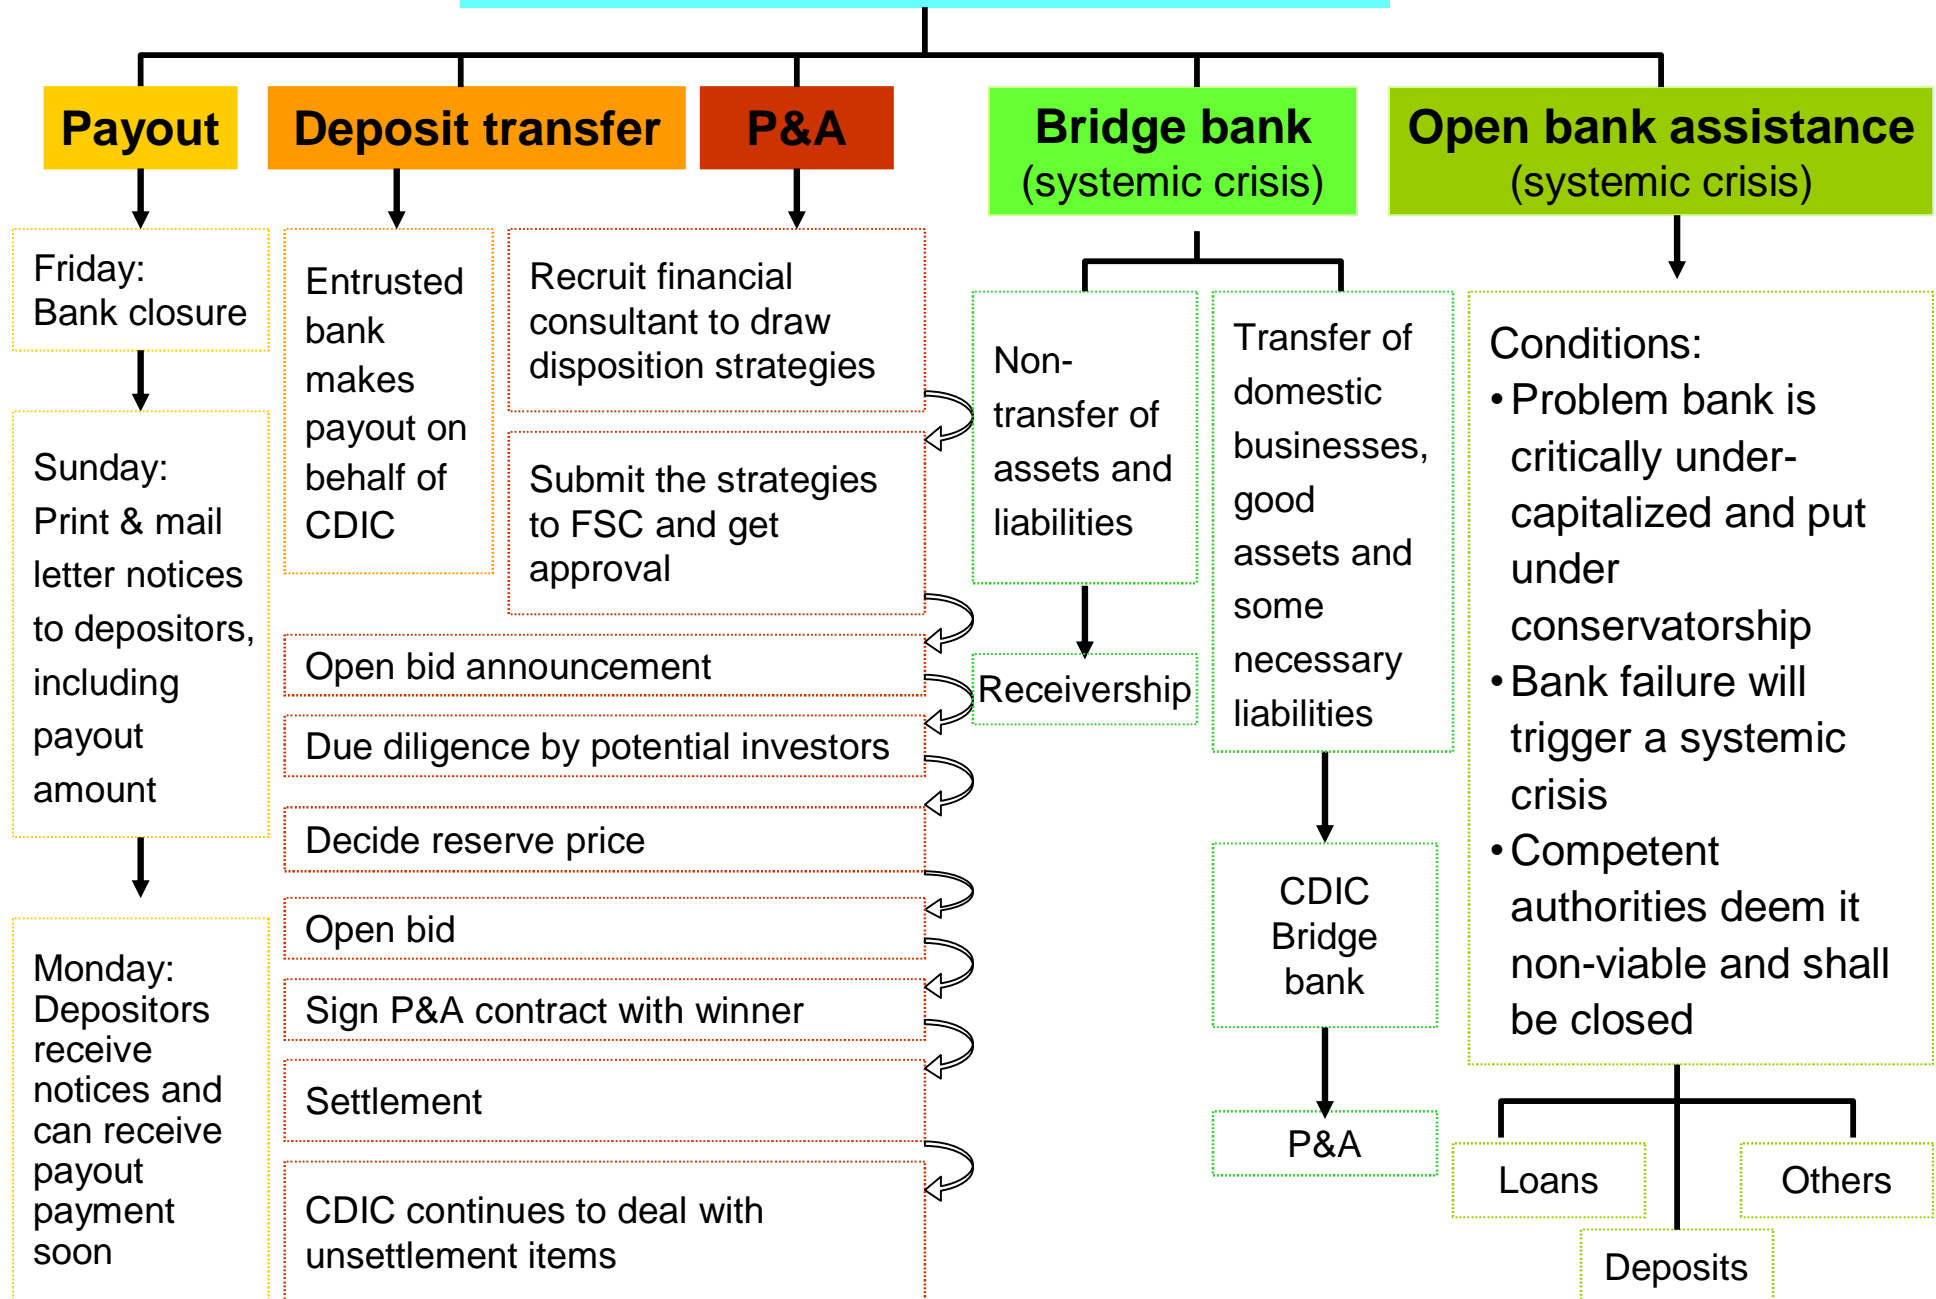 Payout
Deposit transfer
P&A
Bridge bank
(systemic crisis)
Open bank assistance
(systemic crisis)
Friday:
Bank closure
Sunday:
Print & mail
letter notices
to depositors,
including
payout
amount
Monday:
Depositors
receive
notices and
can receive
payout
payment
soon
Entrusted
bank
makes
payout on
behalf of
CDIC
Recruit financial
consultant to draw
disposition strategies
Submit the strategies
to FSC and get
approval
Open bid announcement
Due diligence by potential investors
Decide reserve price
Open bid
Sign P&A contract with winner
Settlement
CDIC continues to deal with
unsettlement items
Non-
transfer of
assets and
liabilities
Receivership
Transfer of
domestic
businesses,
good
assets and
some
necessary
liabilities
CDIC
Bridge
bank
P&A
Conditions:
•Problem bank is
critically under-
capitalized and put
under
conservatorship
•Bank failure will
trigger a systemic
crisis
•Competent
authorities deem it
non-viable and shall
be closed
Loans
Others
Deposits